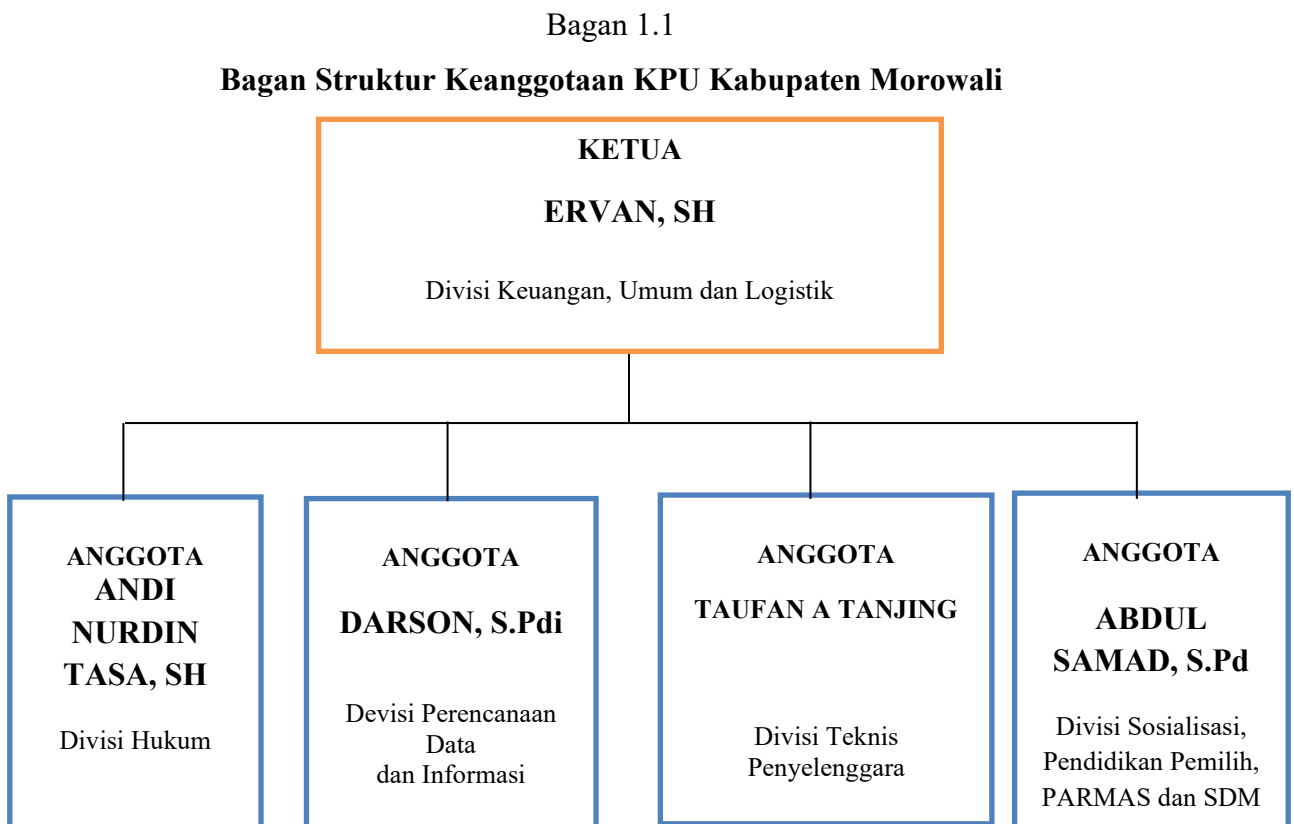 Bagan 1.1
Bagan Struktur Keanggotaan KPU Kabupaten Morowali
KETUA
ERVAN, SH
Divisi Keuangan, Umum dan Logistik
ANGGOTA
ANDI
NURDIN
TASA, SH
Divisi Hukum
ANGGOTA
DARSON, S.Pdi
Devisi Perencanaan
Data
dan Informasi
ANGGOTA
TAUFAN A TANJING
Divisi Teknis
Penyelenggara
ANGGOTA
ABDUL
SAMAD, S.Pd
Divisi Sosialisasi,
Pendidikan Pemilih,
PARMAS dan SDM